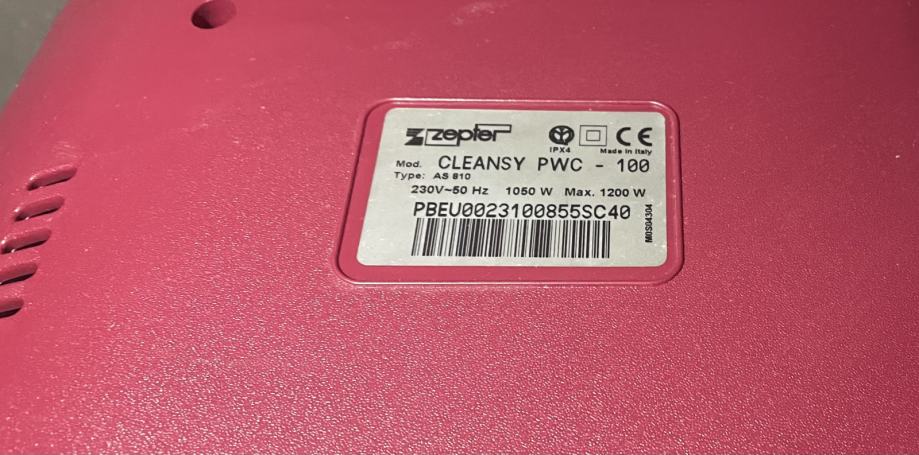 zepter
IPX4
CE
Made in Italy
Mod. CLEANSY PWC - 100
Type: AS 810
230V~50 Hz 1050 W Max. 1200 W
PBEU0023100855SC40
M0S04304